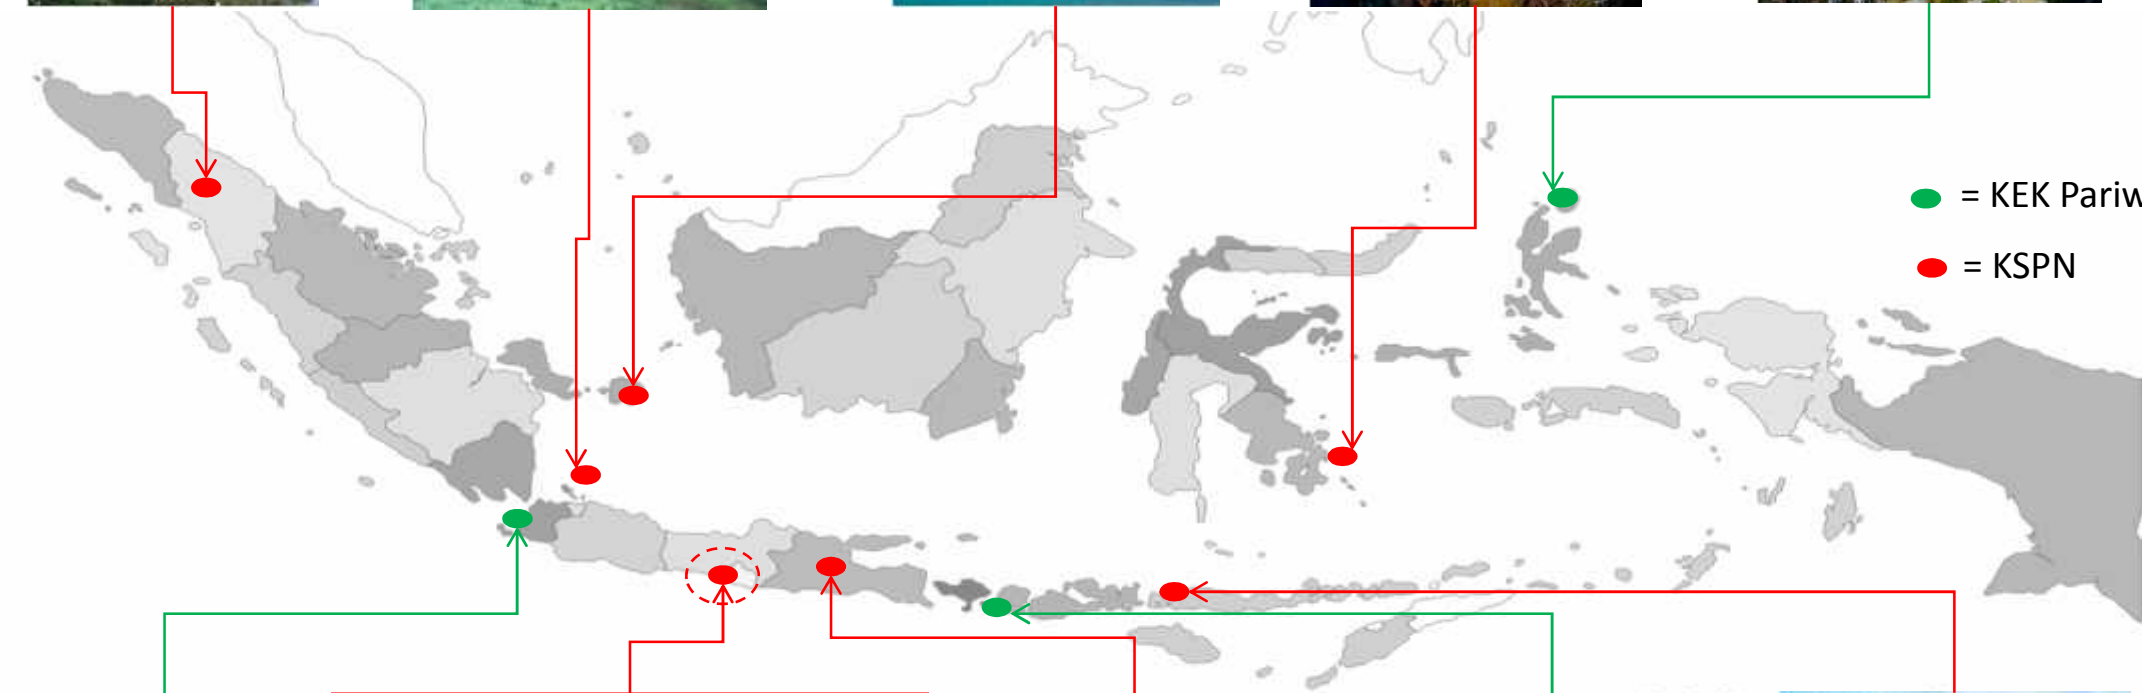 = KEK Pariw
= KSPN